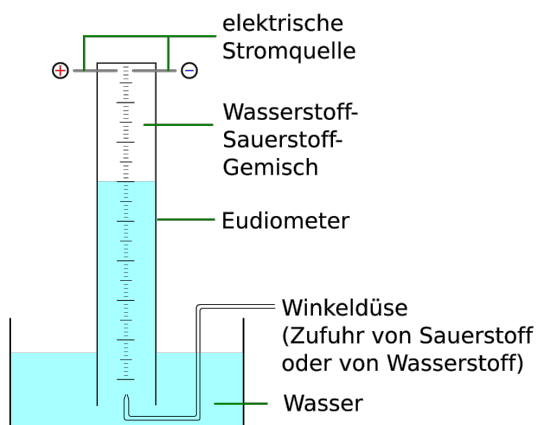 elektrische
Stromquelle
+
−
Wasserstoff-
Sauerstoff-
Gemisch
Eudiometer
Winkeldüse
(Zufuhr von Sauerstoff
oder von Wasserstoff)
Wasser